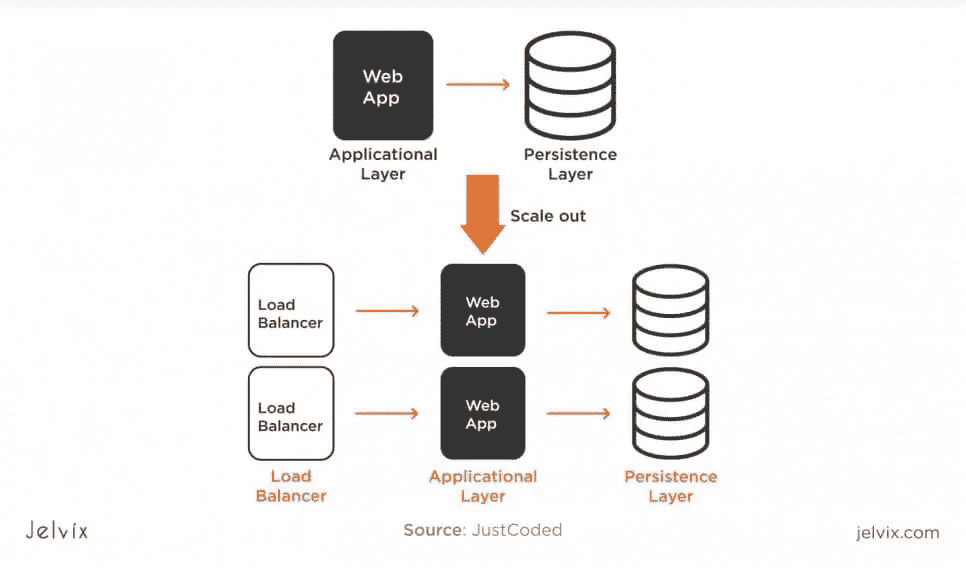 Web
App
Applicational
Layer
Persistence
Layer
Scale out
Load
Balancer
Web
App
Load
Balancer
Web
App
Load
Balancer
Applicational
Layer
Persistence
Layer
Jelvix
Source: JustCoded
jelvix.com